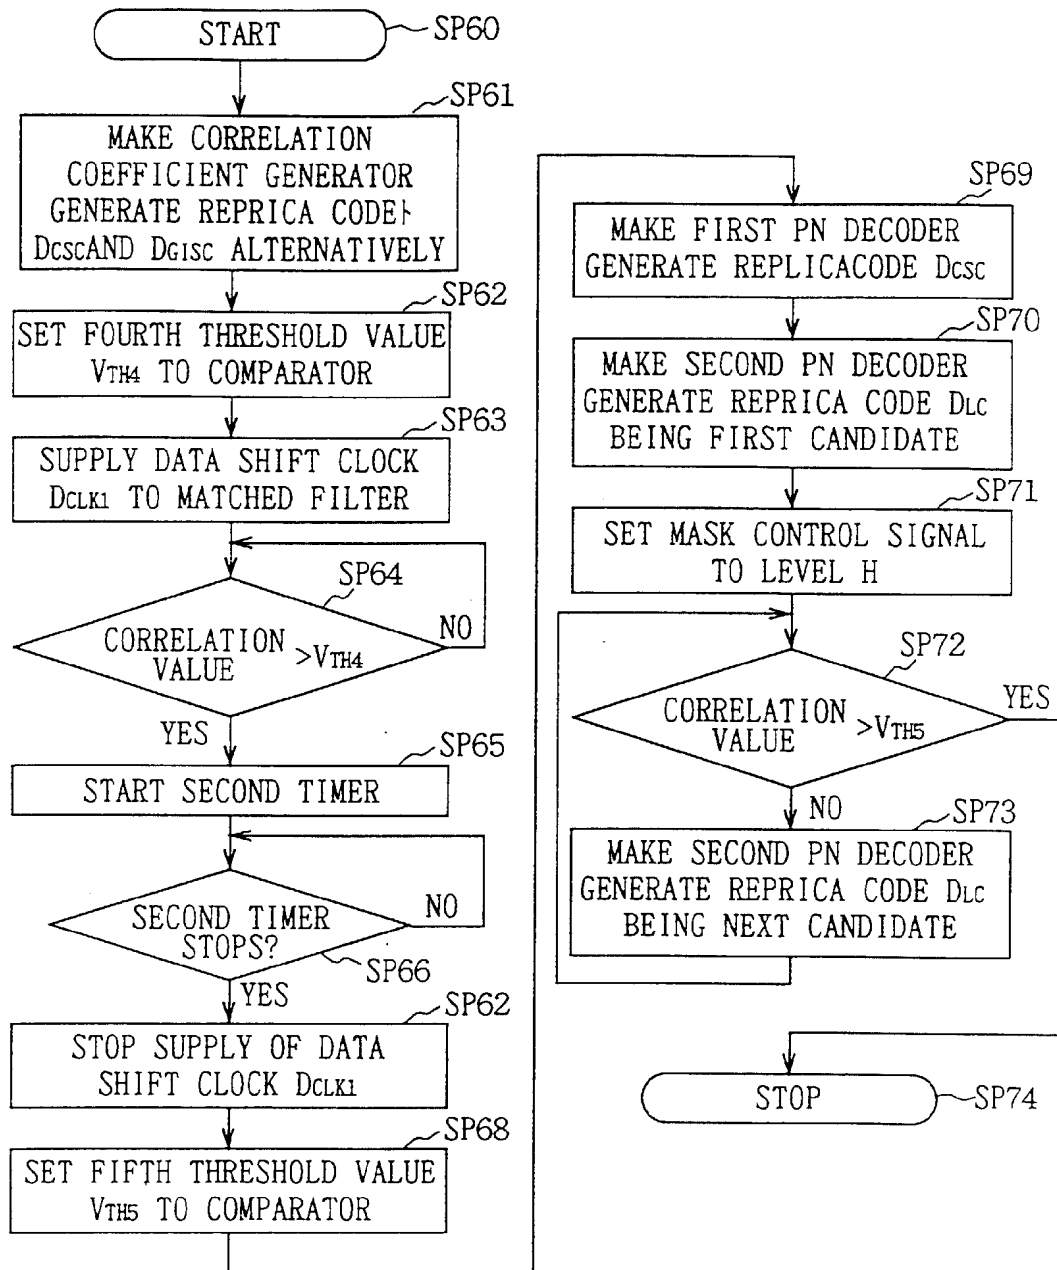 START
SP60
SP61
MAKE CORRELATION
COEFFICIENT GENERATOR
GENERATE REPRICA CODE
DCSCAND DG1SC ALTERNATIVELY
SP62
SET FOURTH THRESHOLD VALUE
VTH4 TO COMPARATOR
SP63
SUPPLY DATA SHIFT CLOCK
DCLK1 TO MATCHED FILTER
SP64
CORRELATION
VALUE >VTH4
NO
YES
SP65
START SECOND TIMER
SECOND TIMER
STOPS?
NO
SP66
YES
SP62
STOP SUPPLY OF DATA
SHIFT CLOCK DCLK1
SP68
SET FIFTH THRESHOLD VALUE
VTH5 TO COMPARATOR
SP69
MAKE FIRST PN DECODER
GENERATE REPLICACODE DCSC
SP70
MAKE SECOND PN DECODER
GENERATE REPRICA CODE DLC
BEING FIRST CANDIDATE
SP71
SET MASK CONTROL SIGNAL
TO LEVEL H
SP72
CORRELATION
VALUE >VTH5
YES
NO
SP73
MAKE SECOND PN DECODER
GENERATE REPRICA CODE DLC
BEING NEXT CANDIDATE
STOP
SP74